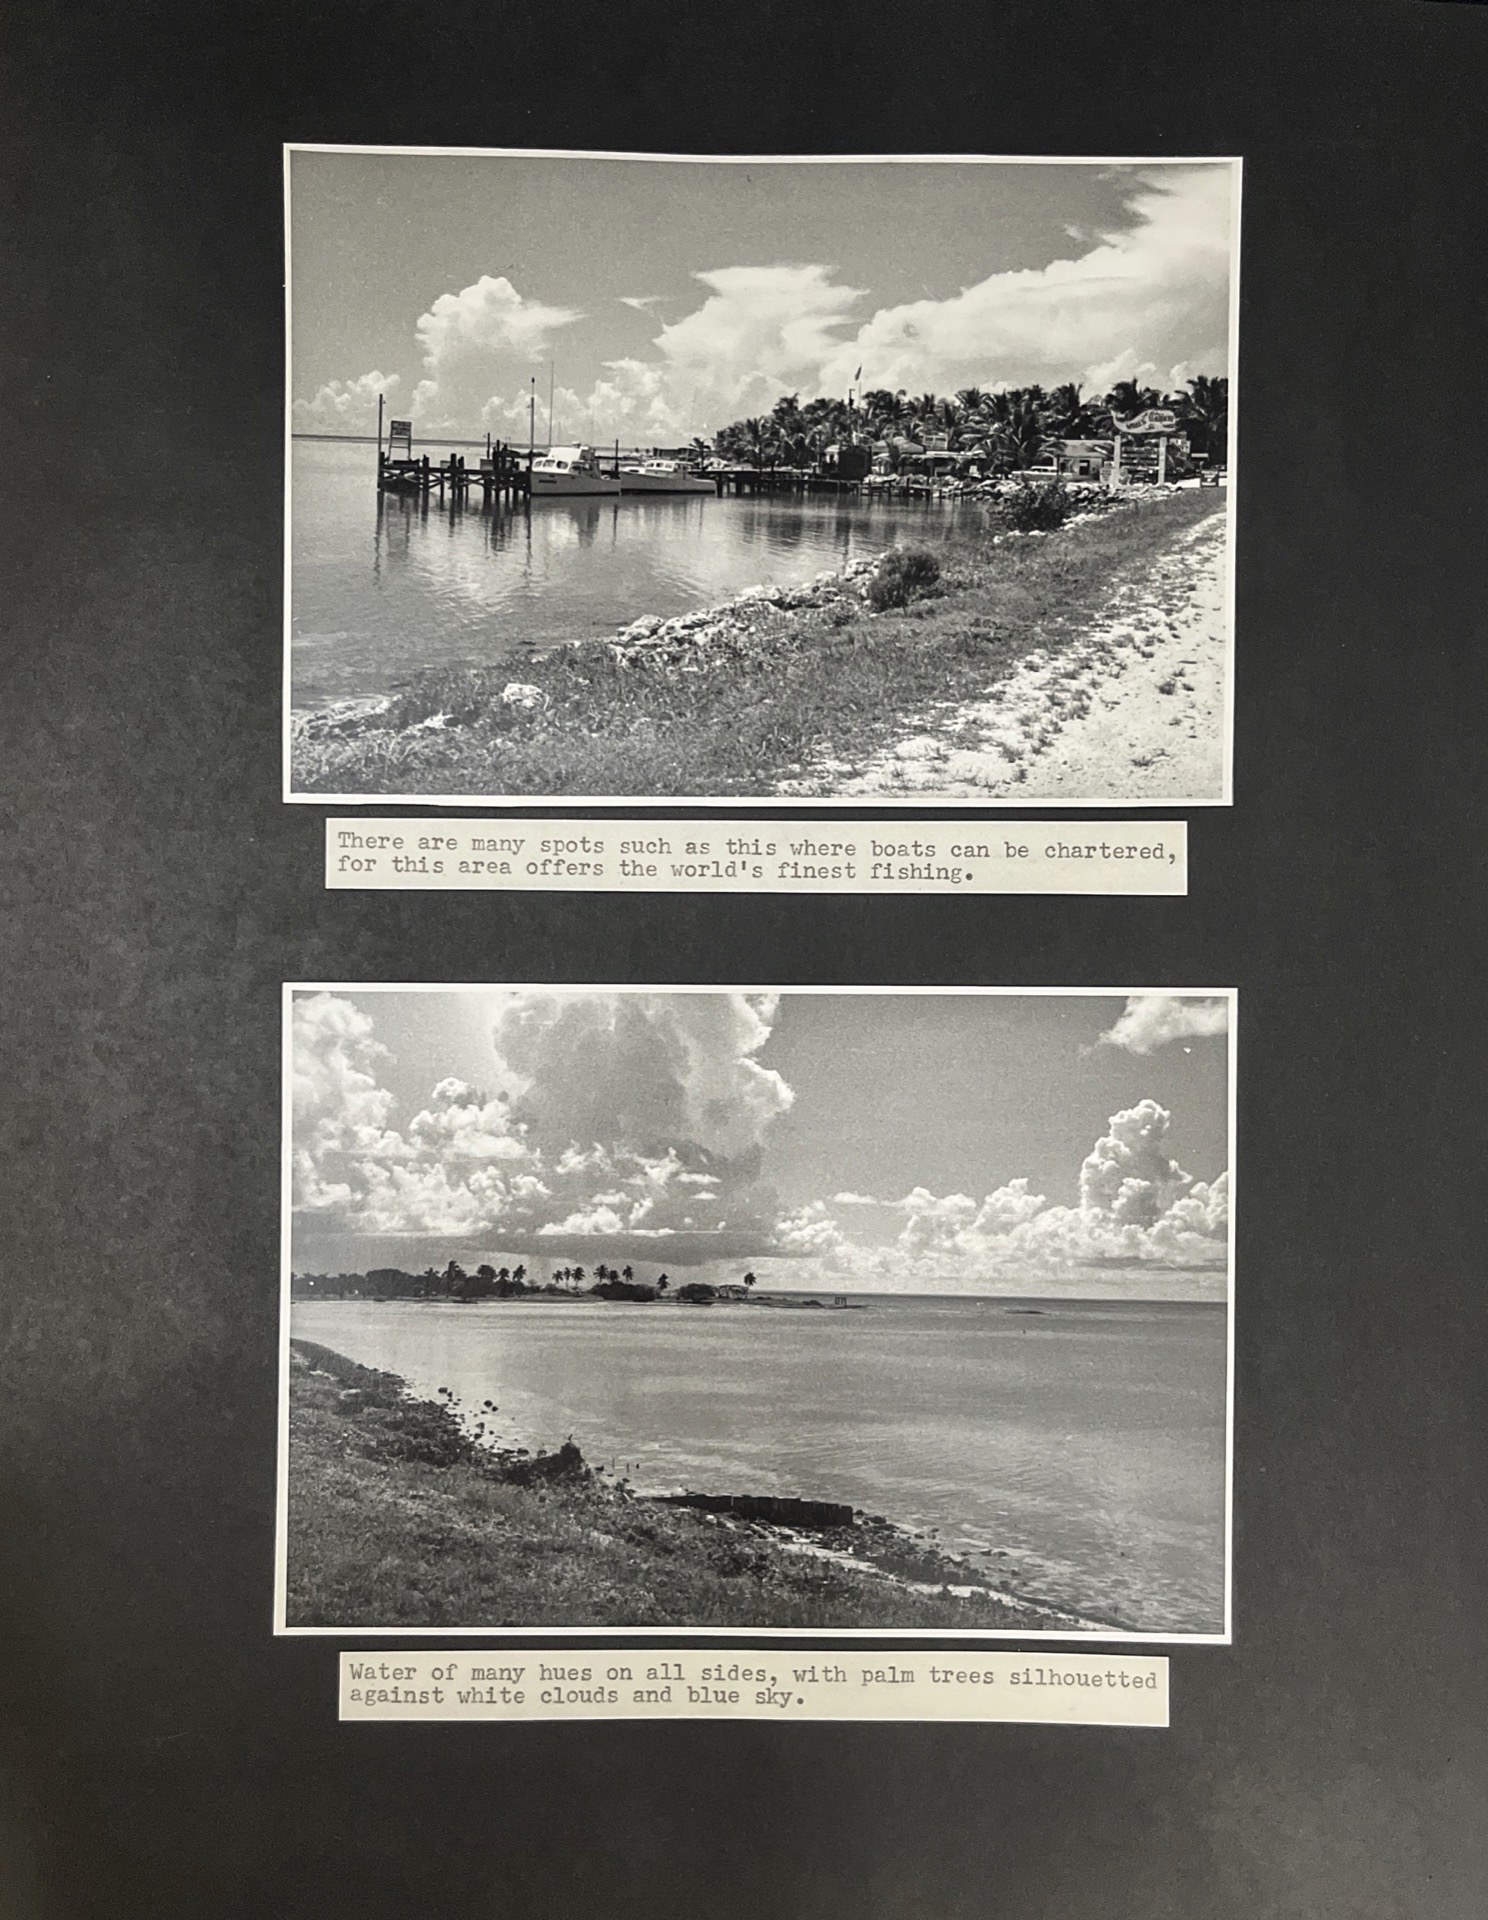 There are many spots such as this where boats can be chartered,
for this area offers the world's finest fishing.
Water of many hues on all sides, with palm trees silhouetted
against white clouds and blue sky.